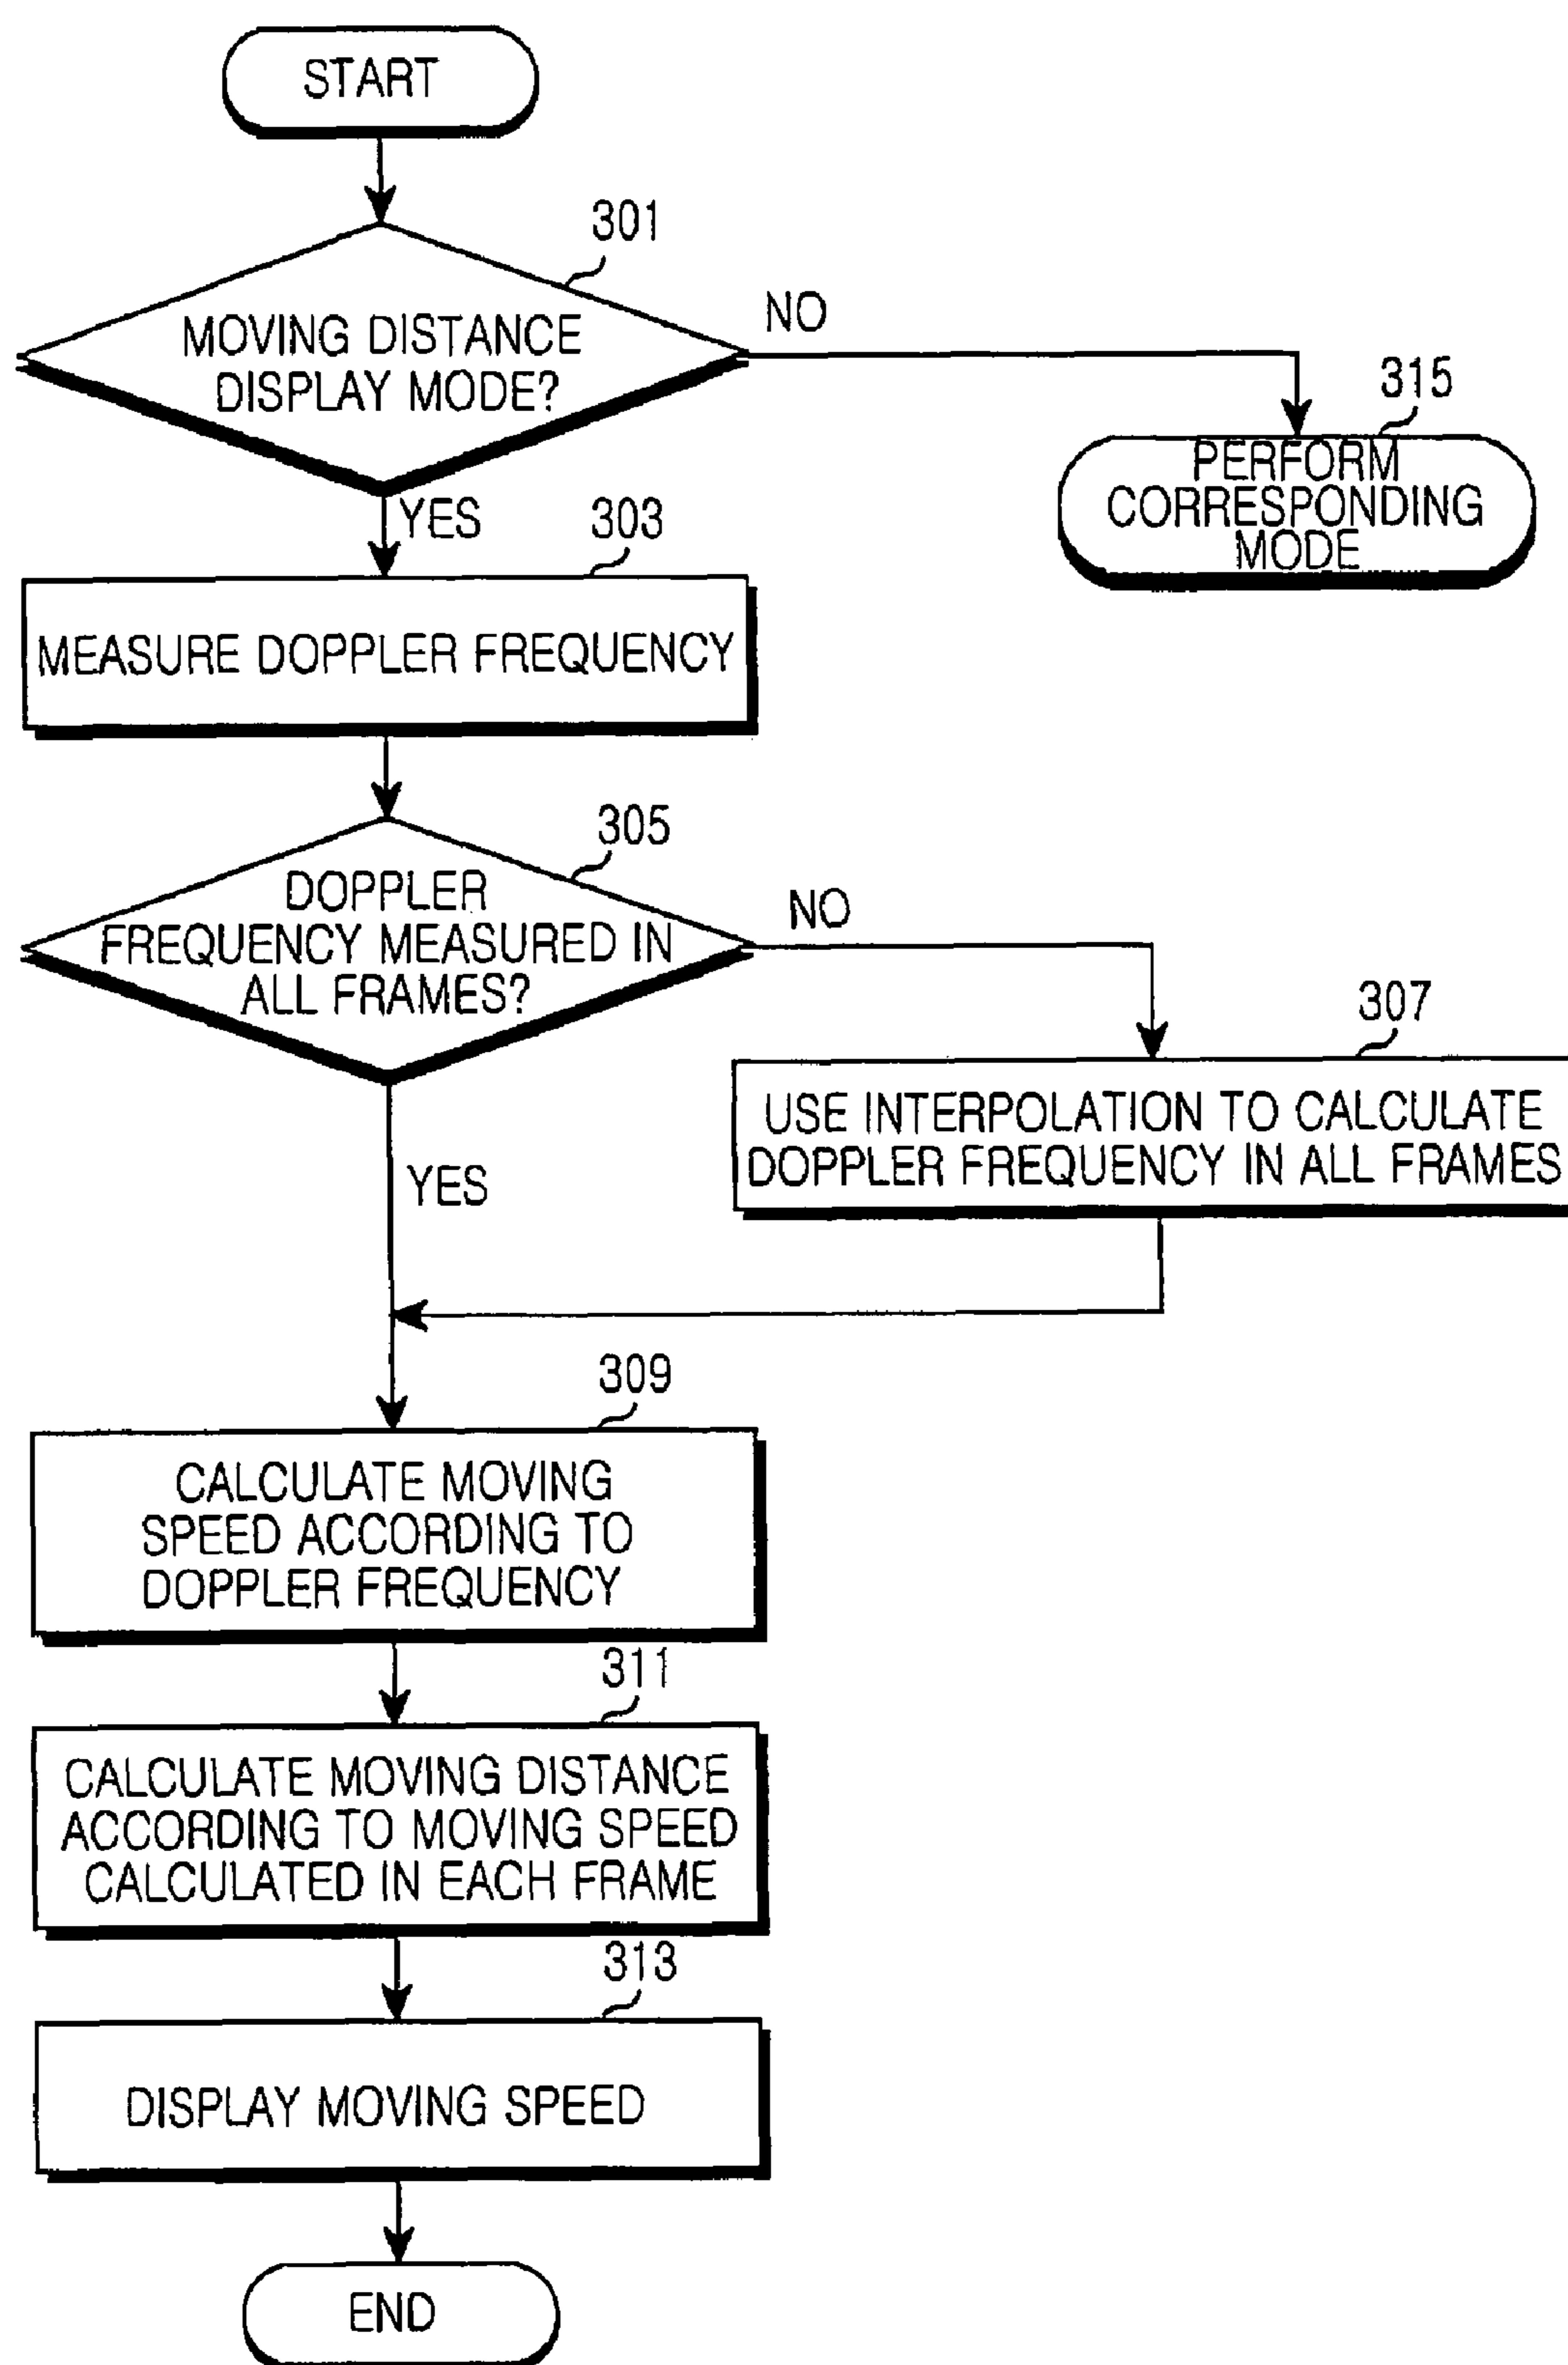 START
301
MOVING DISTANCE
DISPLAY MODE?
NO
315
PERFORM
CORRESPONDING
MODE
YES
303
MEASURE DOPPLER FREQUENCY
305
DOPPLER
FREQUENCY MEASURED IN
ALL FRAMES?
NO
307
USE INTERPOLATION TO CALCULATE
DOPPLER FREQUENCY IN ALL FRAMES
YES
309
CALCULATE MOVING
SPEED ACCORDING TO
DOPPLER FREQUENCY
311
CALCULATE MOVING DISTANCE
ACCORDING TO MOVING SPEED
CALCULATED IN EACH FRAME
313
DISPLAY MOVING SPEED
END